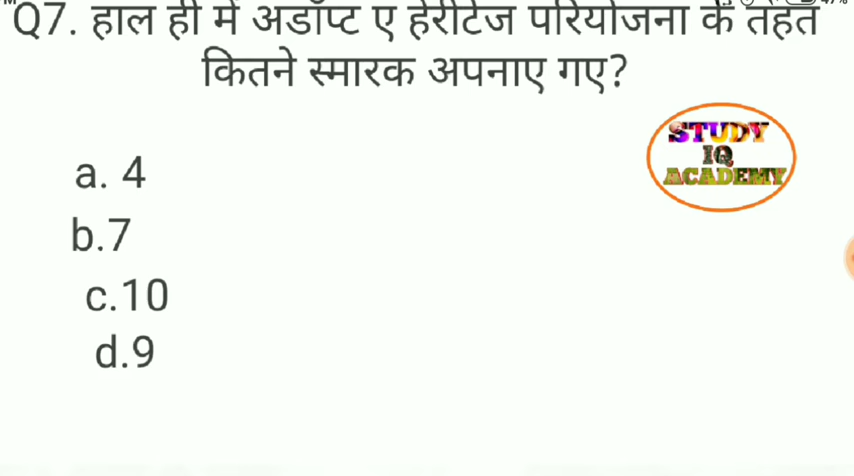 Q7. हाल ही में अडॉप्ट ए हेरीटेज परियोजना के तहत
कितने स्मारक अपनाए गए?
STUDY
IQ
ACADEMY
a. 4
b.7
c.10
d.9